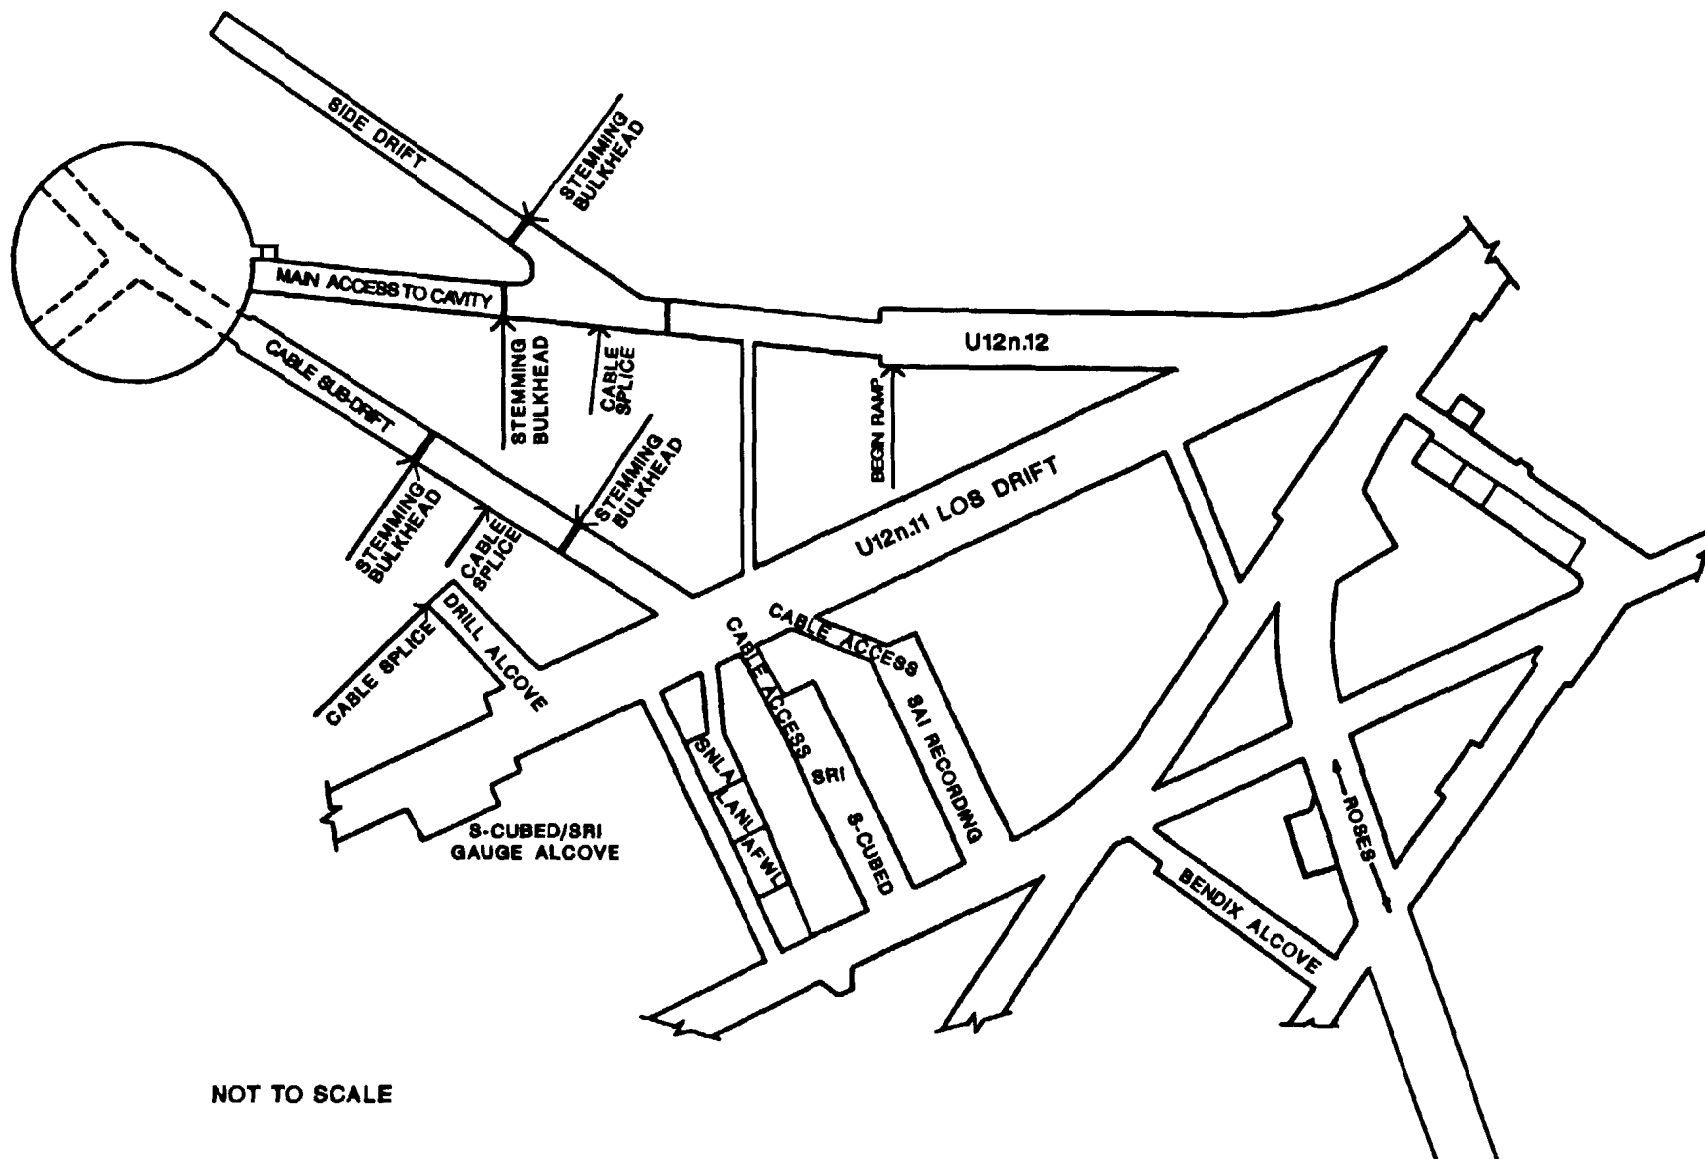 SIDE DRIFT
STEMMING
BULKHEAD
MAIN ACCESS TO CAVITY
U12n.12
CABLE SUB-DRIFT
STEMMING
BULKHEAD
CABLE
SPLICE
BEGIN RAMP
STEMMING
BULKHEAD
STEMMING
BULKHEAD
CABLE
SPLICE
U12n.11 LOS DRIFT
DRILL ALCOVE
CABLE SPLICE
CABLE ACCESS
CABLE ACCESS
SAI RECORDING
SNLA
LANL
AFWL
SRI
S-CUBED
S-CUBED/SRI
GAUGE ALCOVE
ROSES
BENDIX ALCOVE
NOT TO SCALE